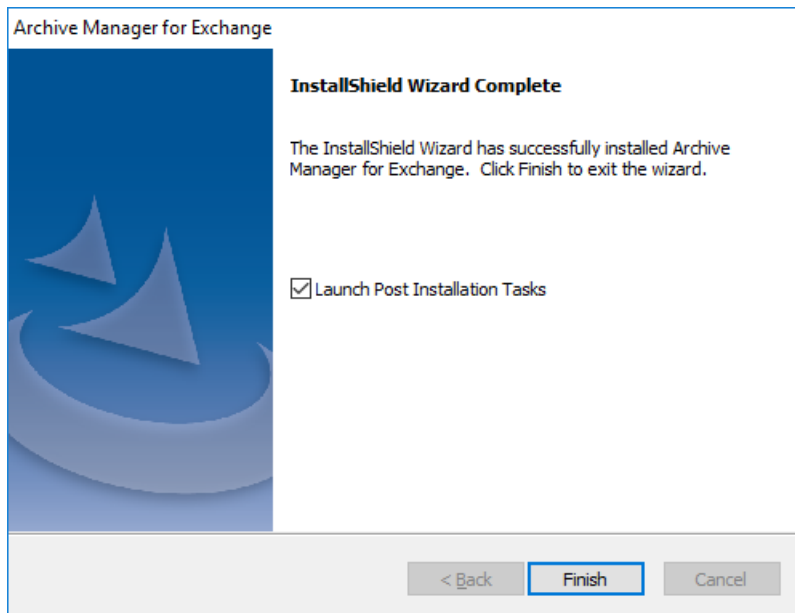 Archive Manager for Exchange
InstallShield Wizard Complete
The InstallShield Wizard has successfully installed Archive
Manager for Exchange. Click Finish to exit the wizard.
Launch Post Installation Tasks
< Back Finish Cancel